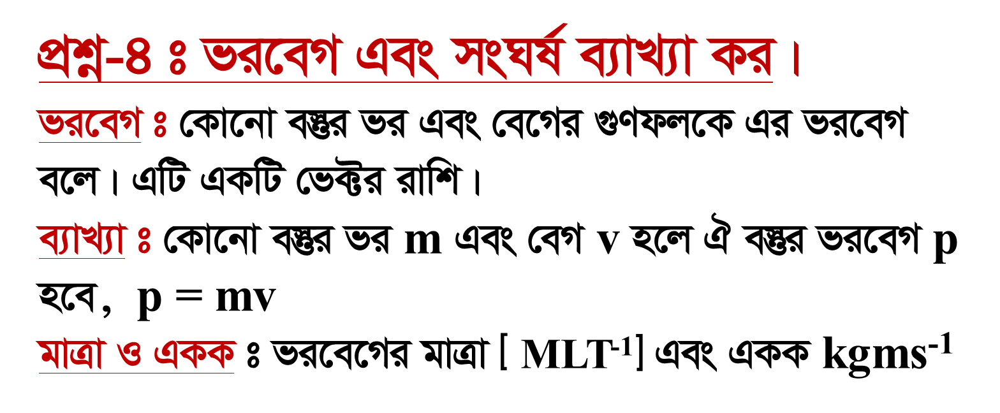 প্রশ্ন-৪ ঃ ভরবেগ এবং সংঘর্ষ ব্যাখ্যা কর।
ভরবেগ ঃ কোনো বস্তুর ভর এবং বেগের গুণফলকে এর ভরবেগ
বলে। এটি একটি ভেক্টর রাশি।
ব্যাখ্যা ঃ কোনো বস্তুর ভর m এবং বেগ v হলে ঐ বস্তুর ভরবেগ p
হবে, p = mv
মাত্রা ও একক ঃ ভরবেগের মাত্রা [ MLT⁻¹] এবং একক kgms⁻¹